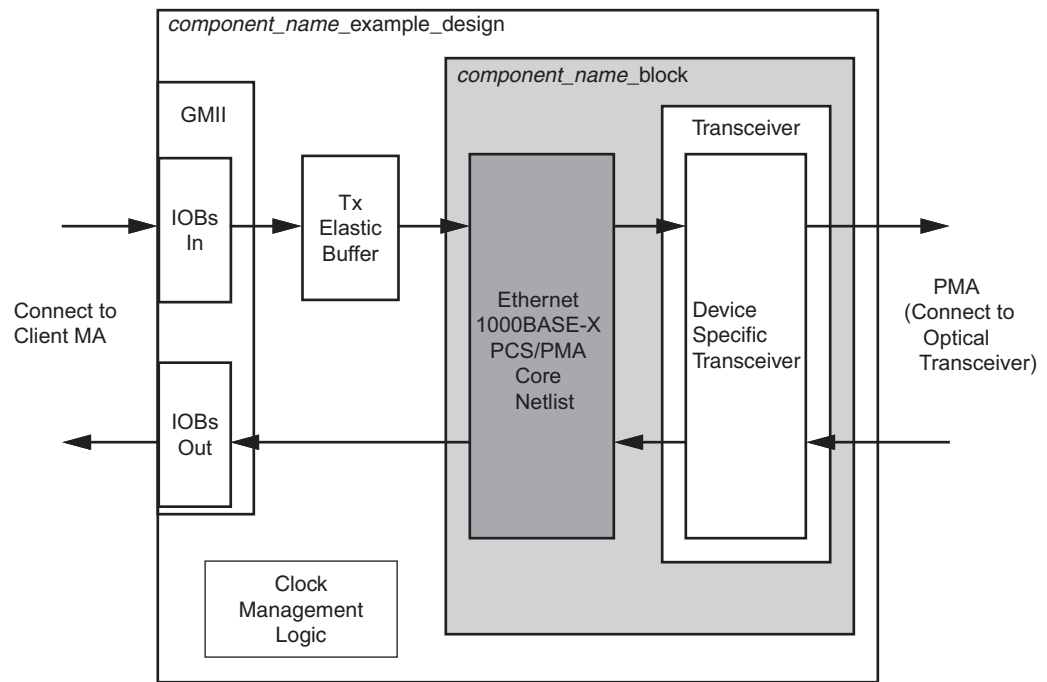 component_name_example_design
component_name_block
GMII
Transceiver
IOBs
In
Tx
Elastic
Buffer
Connect to
Client MA
Ethernet
1000BASE-X
PCS/PMA
Core
Netlist
Device
Specific
Transceiver
PMA
(Connect to
Optical
Transceiver)
IOBs
Out
Clock
Management
Logic